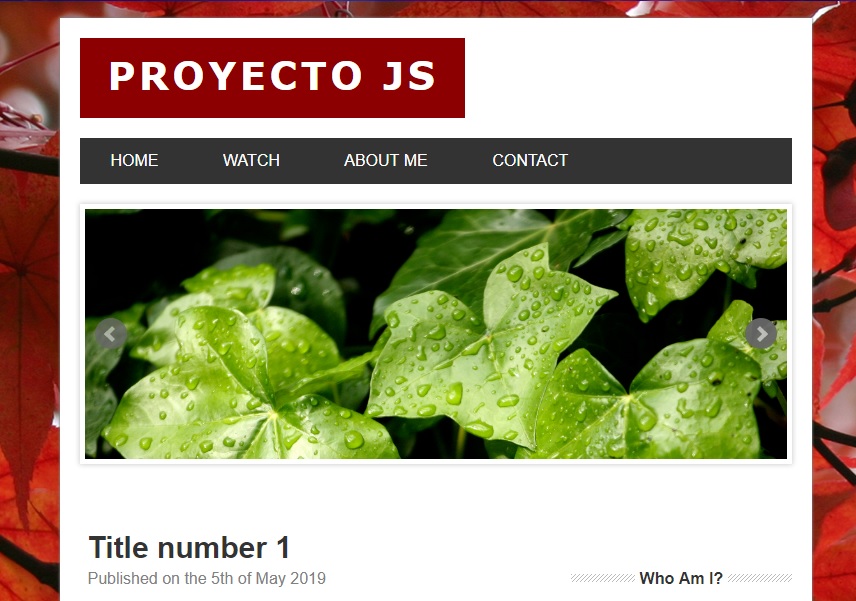 PROYECTO JS
HOME WATCH ABOUT ME CONTACT
Title number 1
Published on the 5th of May 2019
Who Am I?